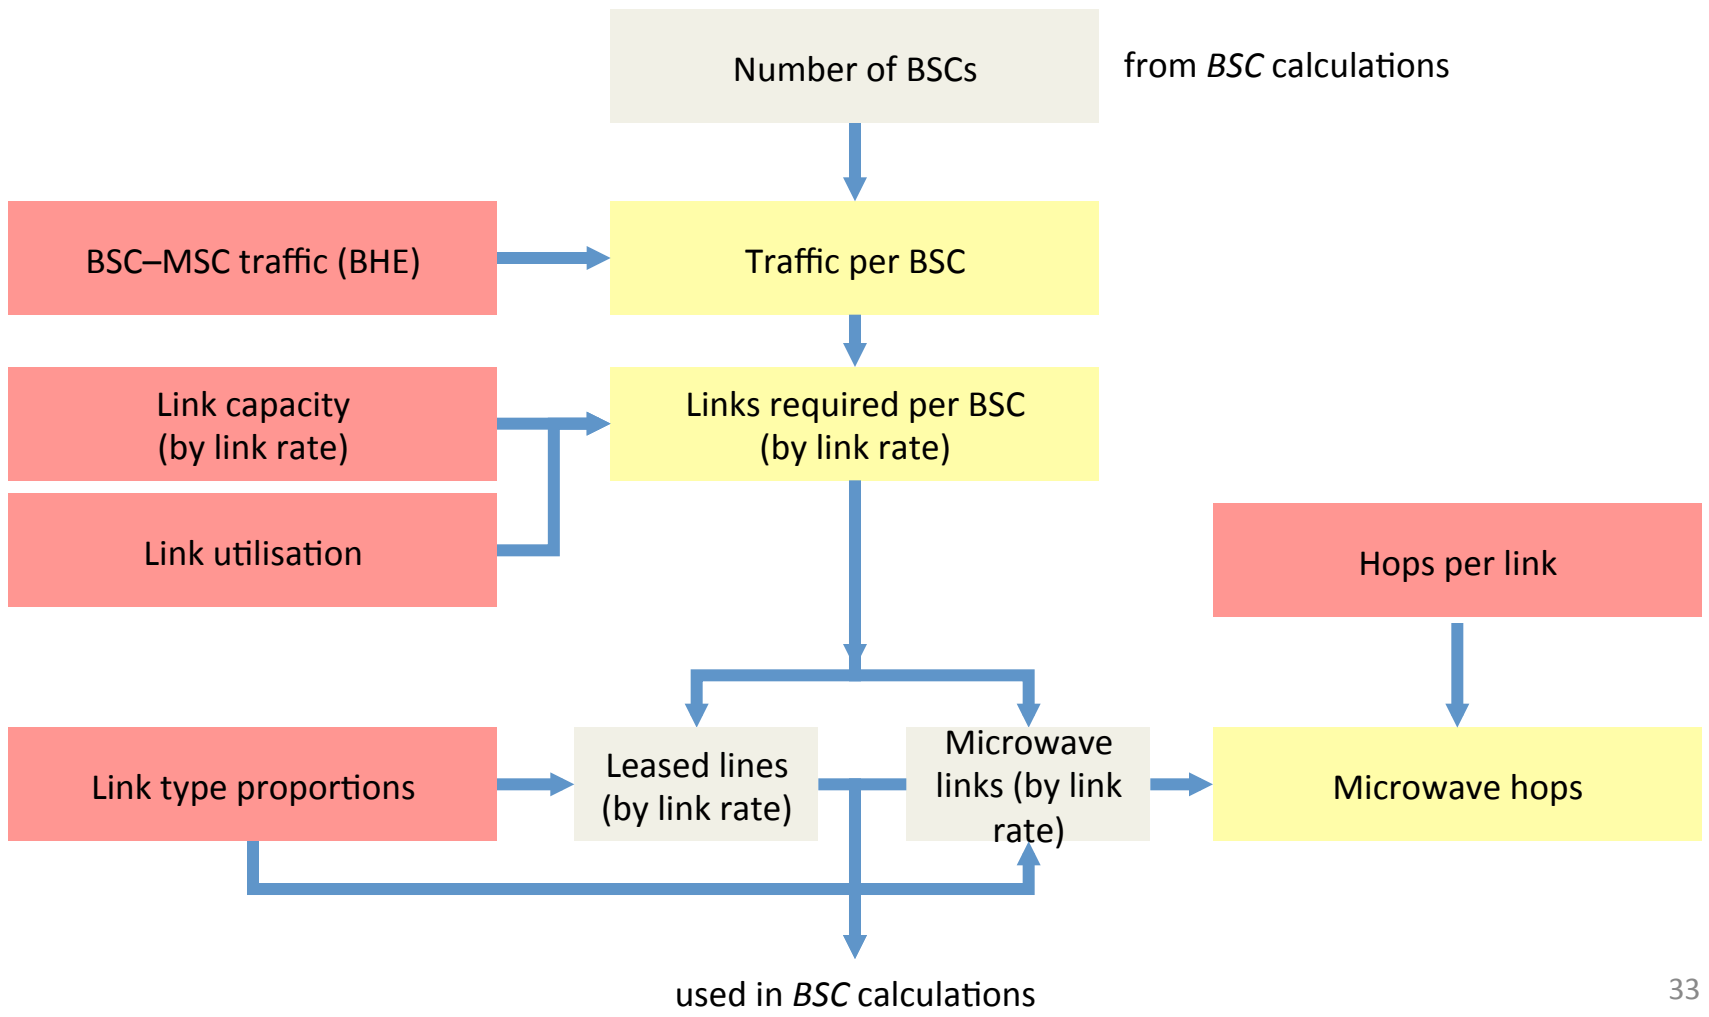 Number of BSCs
from BSC calculations
BSC–MSC traffic (BHE)
Traffic per BSC
Link capacity
(by link rate)
Links required per BSC
(by link rate)
Link utilisation
Hops per link
Link type proportions
Leased lines
(by link rate)
Microwave
links (by link
rate)
Microwave hops
used in BSC calculations
33